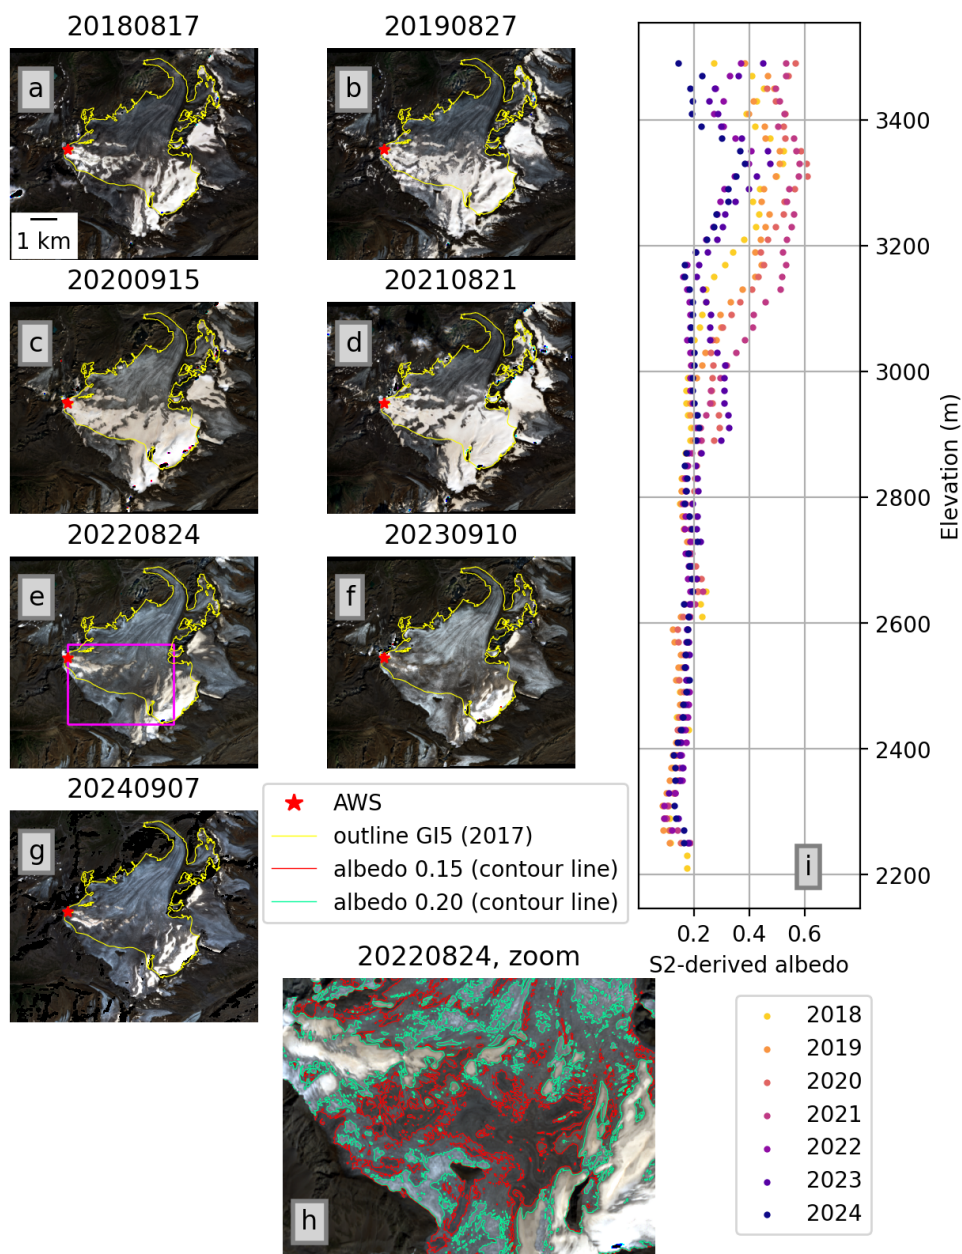 20180817
20190827
a
b
1 km
20200915
20210821
c
d
20220824
20230910
e
f
20240907
g
AWS
outline GI5 (2017)
albedo 0.15 (contour line)
albedo 0.20 (contour line)
20220824, zoom
h
3400
3200
3000
2800
2600
2400
2200
Elevation (m)
i
0.2 0.4 0.6
S2-derived albedo
2018
2019
2020
2021
2022
2023
2024